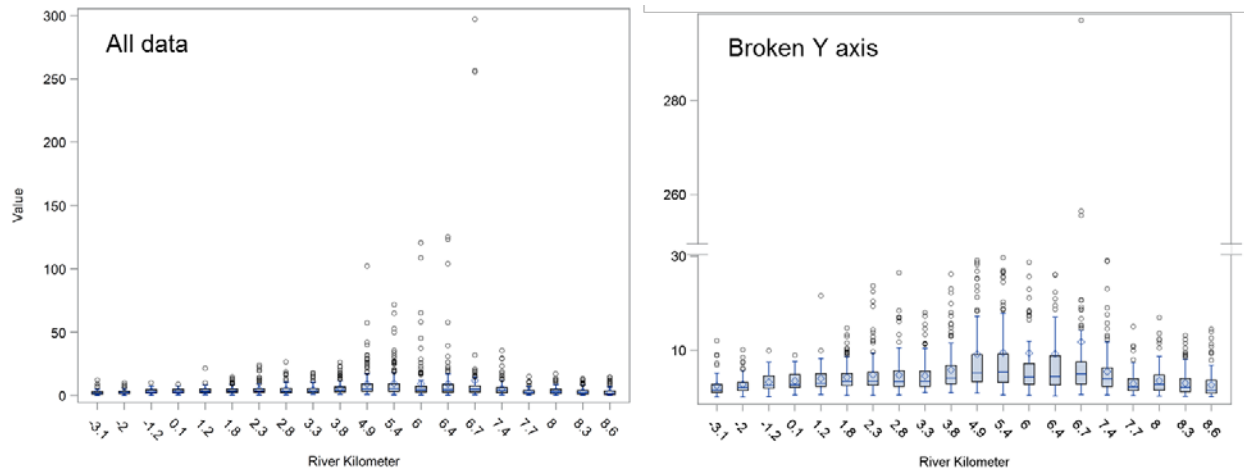 All data
300
250
200
150
100
50
0
Value
-3.1 -2 -1.2 0.1 1.2 1.8 2.3 2.8 3.3 3.8 4.9 5.4 6 6.4 6.7 7.4 7.7 8 8.3 8.6
River Kilometer
Broken Y axis
280
260
30
10
-3.1 -2 -1.2 0.1 1.2 1.8 2.3 2.8 3.3 3.8 4.9 5.4 6 6.4 6.7 7.4 7.7 8 8.3 8.6
River Kilometer